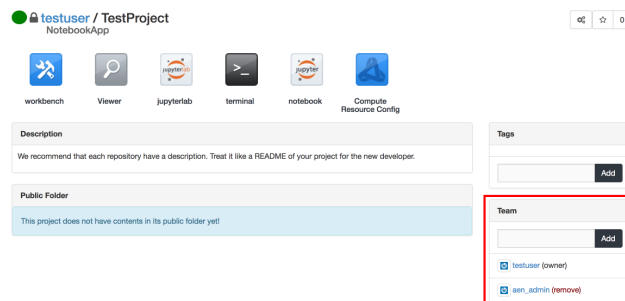 testuser / TestProject
NotebookApp
0
jupyterlab
>_
jupyter
workbench
Viewer
jupyterlab
terminal
notebook
Compute
Resource Config
Description
We recommend that each repository have a description. Treat it like a README of your project for the new developer.
Public Folder
This project does not have contents in its public folder yet!
Tags
Add
Team
Add
testuser (owner)
aen_admin (remove)